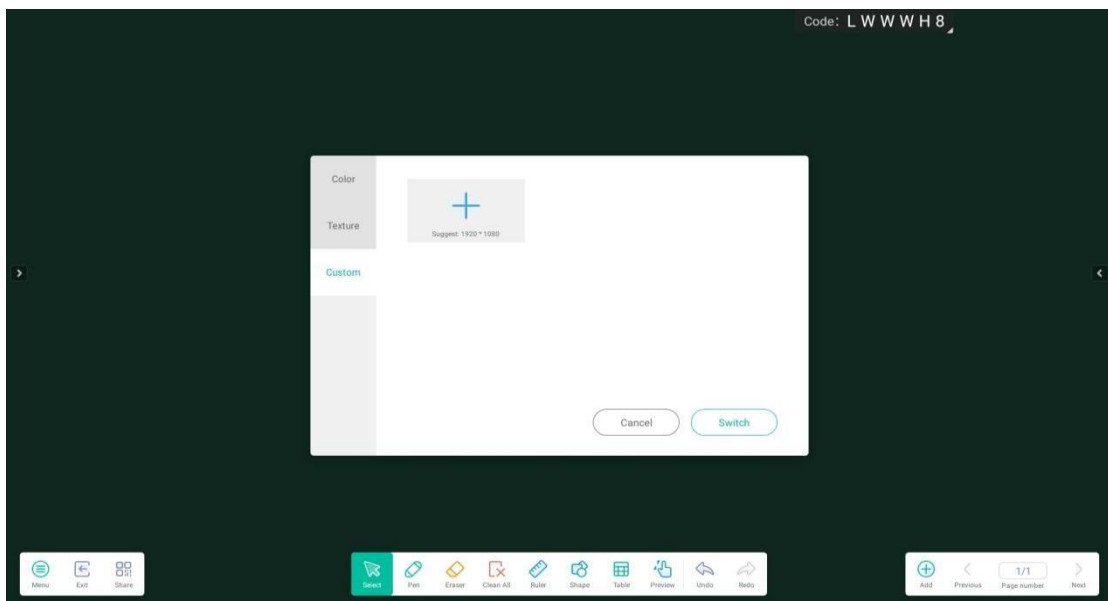 Code: LWWWH8
Color
Texture
Custom
Suggest: 1920 * 1080
Cancel
Switch
Menu
Exit
Share
Select
Pen
Eraser
Clean All
Ruler
Shape
Table
Preview
Undo
Redo
Add
Previous
1/1
Page number
Next